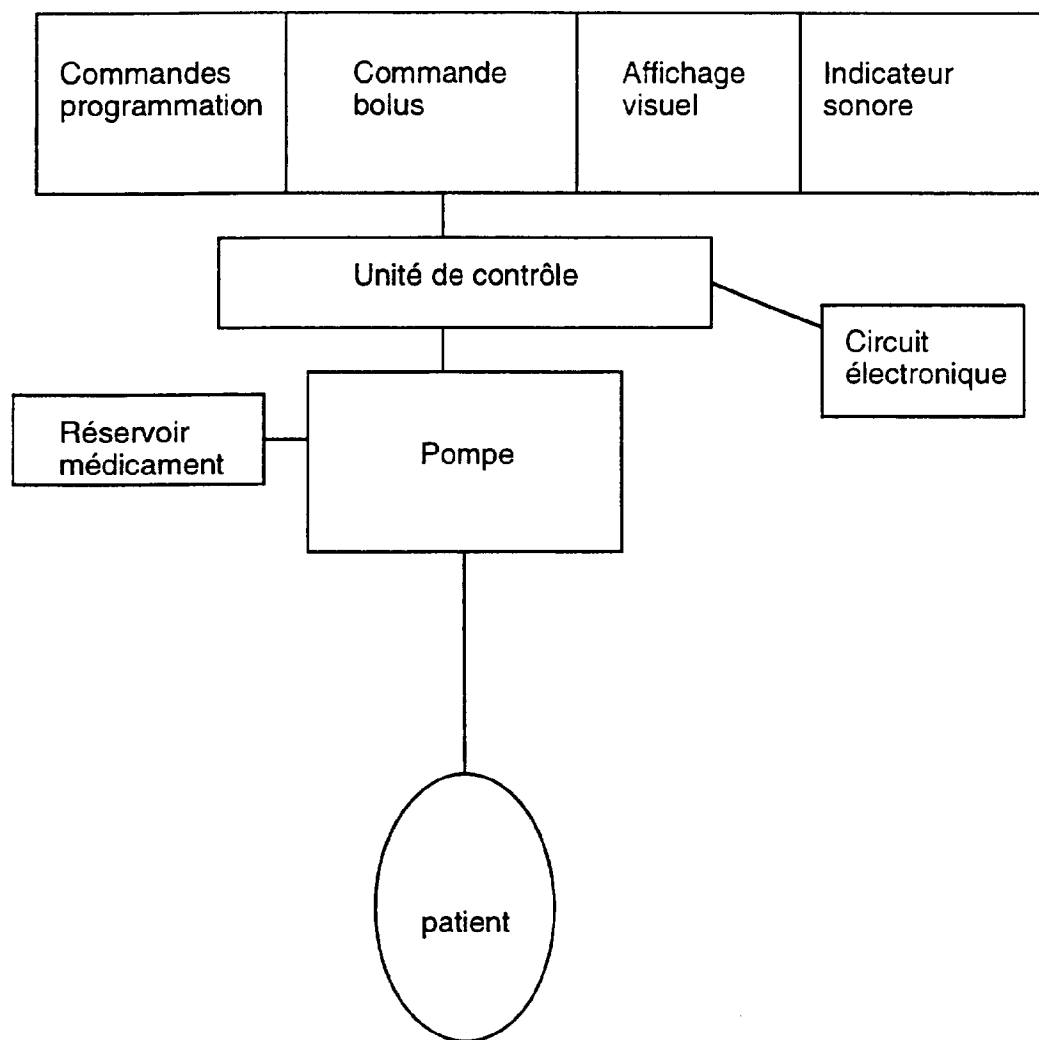 Commandes
programmation
Commande
bolus
Affichage
visuel
Indicateur
sonore
Unité de contrôle
Circuit
électronique
Réservoir
médicament
Pompe
patient